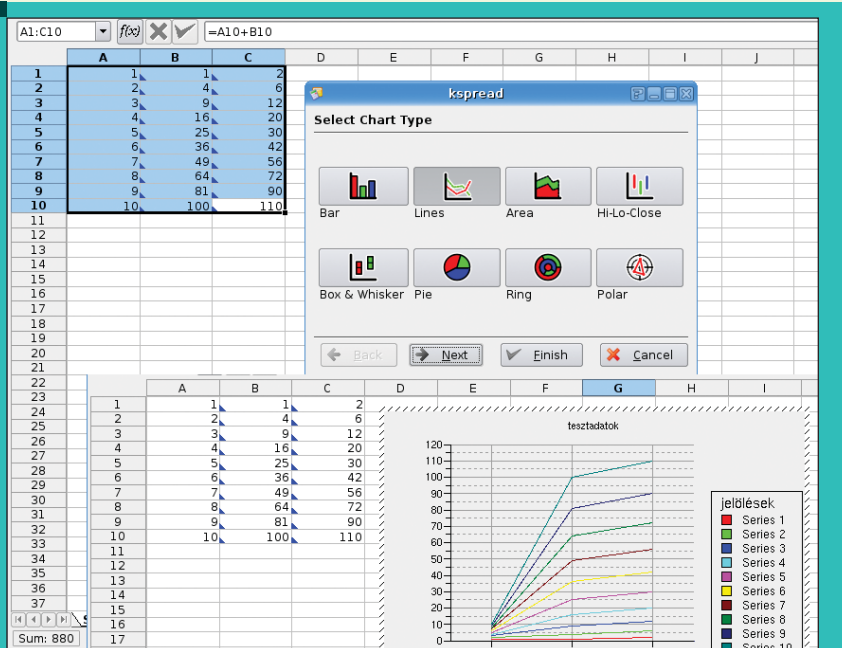 A1:C10 f(x) =A10+B10
A B C D E F G H I J
1 1 1 2
2 2 4 6
3 3 9 12
4 4 16 20
5 5 25 30
6 6 36 42
7 7 49 56
8 8 64 72
9 9 81 90
10 10 100 110
11
12
13
14
15
16
17
18
19
20
21
22
23
24
25
26
27
28
29
30
31
32
33
34
35
36
37
Sum: 880
kspread
Select Chart Type
Bar Lines Area Hi-Lo-Close
Box & Whisker Pie Ring Polar
Back Next Finish Cancel
A B C D E F G H I
1 1 1 2
2 2 4 6
3 3 9 12
4 4 16 20
5 5 25 30
6 6 36 42
7 7 49 56
8 8 64 72
9 9 81 90
10 10 100 110
11
12
13
14
15
16
17
tesztadatok
120
110
100
90
80
70
60
50
40
30
20
10
0
jelölések
Series 1
Series 2
Series 3
Series 4
Series 5
Series 6
Series 7
Series 8
Series 9
Series 10